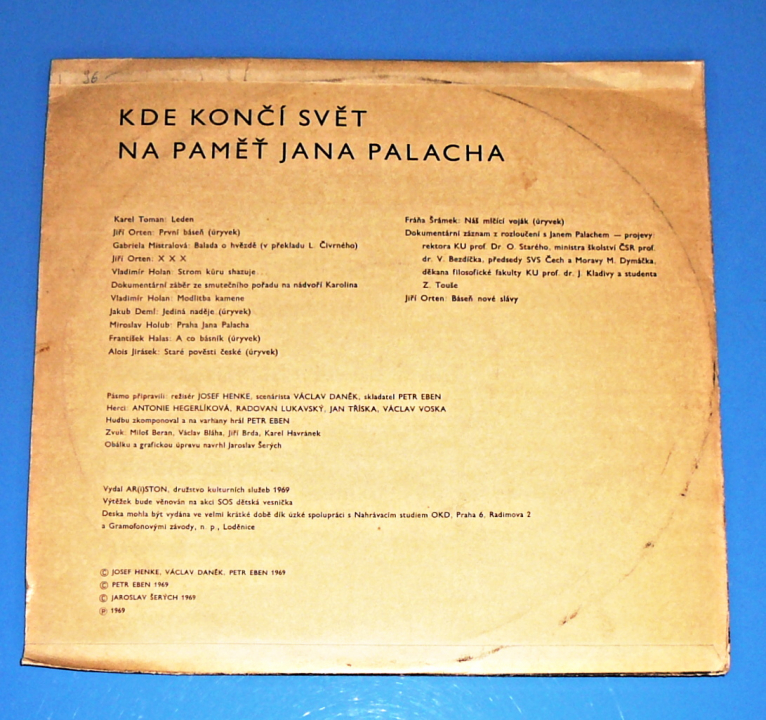 96
KDE KONČÍ SVĚT
NA PAMĚŤ JANA PALACHA
Karel Toman: Leden
Jiří Orten: První báseň (úryvek)
Gabriela Mistralová: Balada o hvězdě (v překladu L. Čivrného)
Jiří Orten: X X X
Vladimír Holan: Strom kůru shazuje...
Dokumentární záběr ze smutečního pořadu na nádvoří Karolina
Vladimír Holan: Modlitba kamene
Jakub Deml: Jediná naděje (úryvek)
Miroslav Holub: Praha Jana Palacha
František Halas: A co básník (úryvek)
Alois Jirásek: Staré pověsti české (úryvek)
Fráňa Šrámek: Náš mlčící voják (úryvek)
Dokumentární záznam z rozloučení s Janem Palachem — projevy:
rektora KU prof. Dr. O. Starého, ministra školství ČSR prof.
dr. V. Bezdíčka, předsedy SVS Čech a Moravy M. Dymáčka,
děkana filosofické fakulty KU prof. dr. J. Kladivy a studenta
Z. Touše
Jiří Orten: Báseň nové slávy
Pásmo připravili: režisér JOSEF HENKE, scenárista VÁCLAV DANĚK, skladatel PETR EBEN
Herci: ANTONIE HEGERLÍKOVÁ, RADOVAN LUKAVSKÝ, JAN TŘÍSKA, VÁCLAV VOSKA
Hudbu zkomponoval a na varhany hrál PETR EBEN
Zvuk: Miloš Beran, Václav Bláha, Jiří Brda, Karel Havránek
Obálku a grafickou úpravu navrhl Jaroslav Šerých
Vydal AR(i)STON, družstvo kulturních služeb 1969
Výtěžek bude věnován na akci SOS dětská vesnička
Deska mohla být vydána ve velmi krátké době dík úzké spolupráci s Nahrávacím studiem OKD, Praha 6, Radimova 2
a Gramofonovými závody, n. p., Loděnice
© JOSEF HENKE, VÁCLAV DANĚK, PETR EBEN 1969
© PETR EBEN 1969
© JAROSLAV ŠERÝCH 1969
℗ 1969